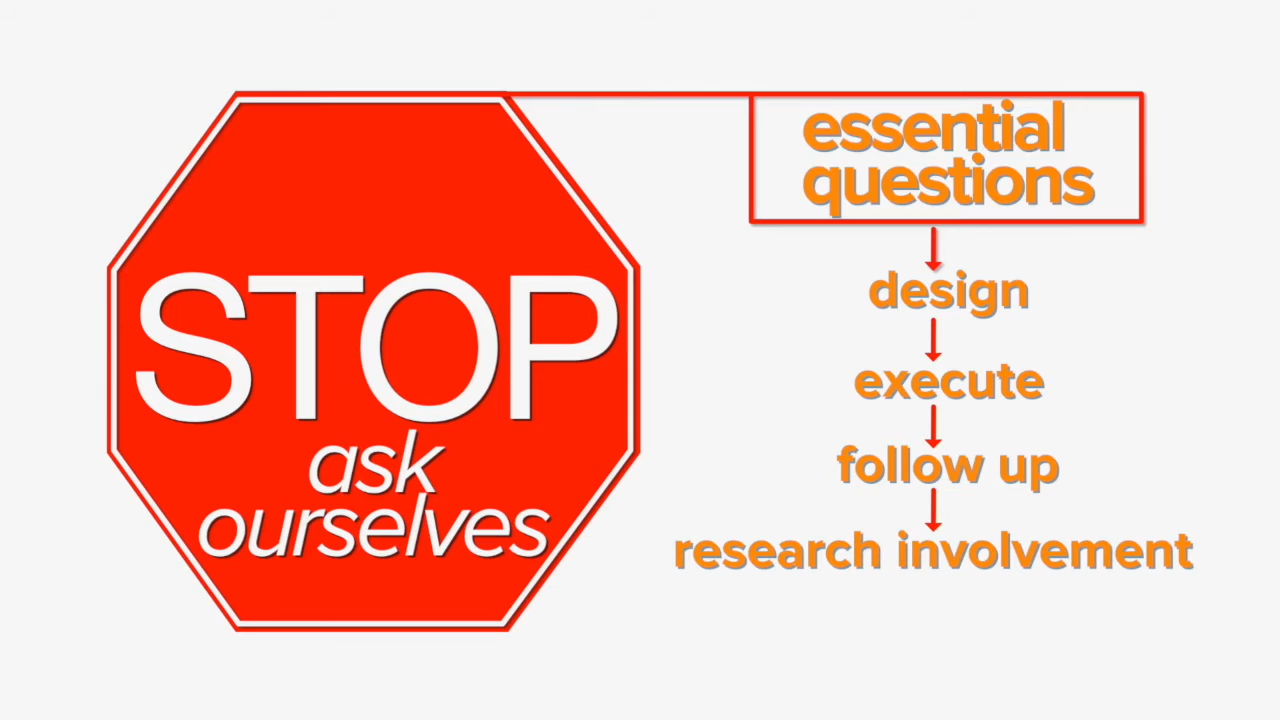 STOP
ask
ourselves
essential
questions
design
execute
follow up
research involvement